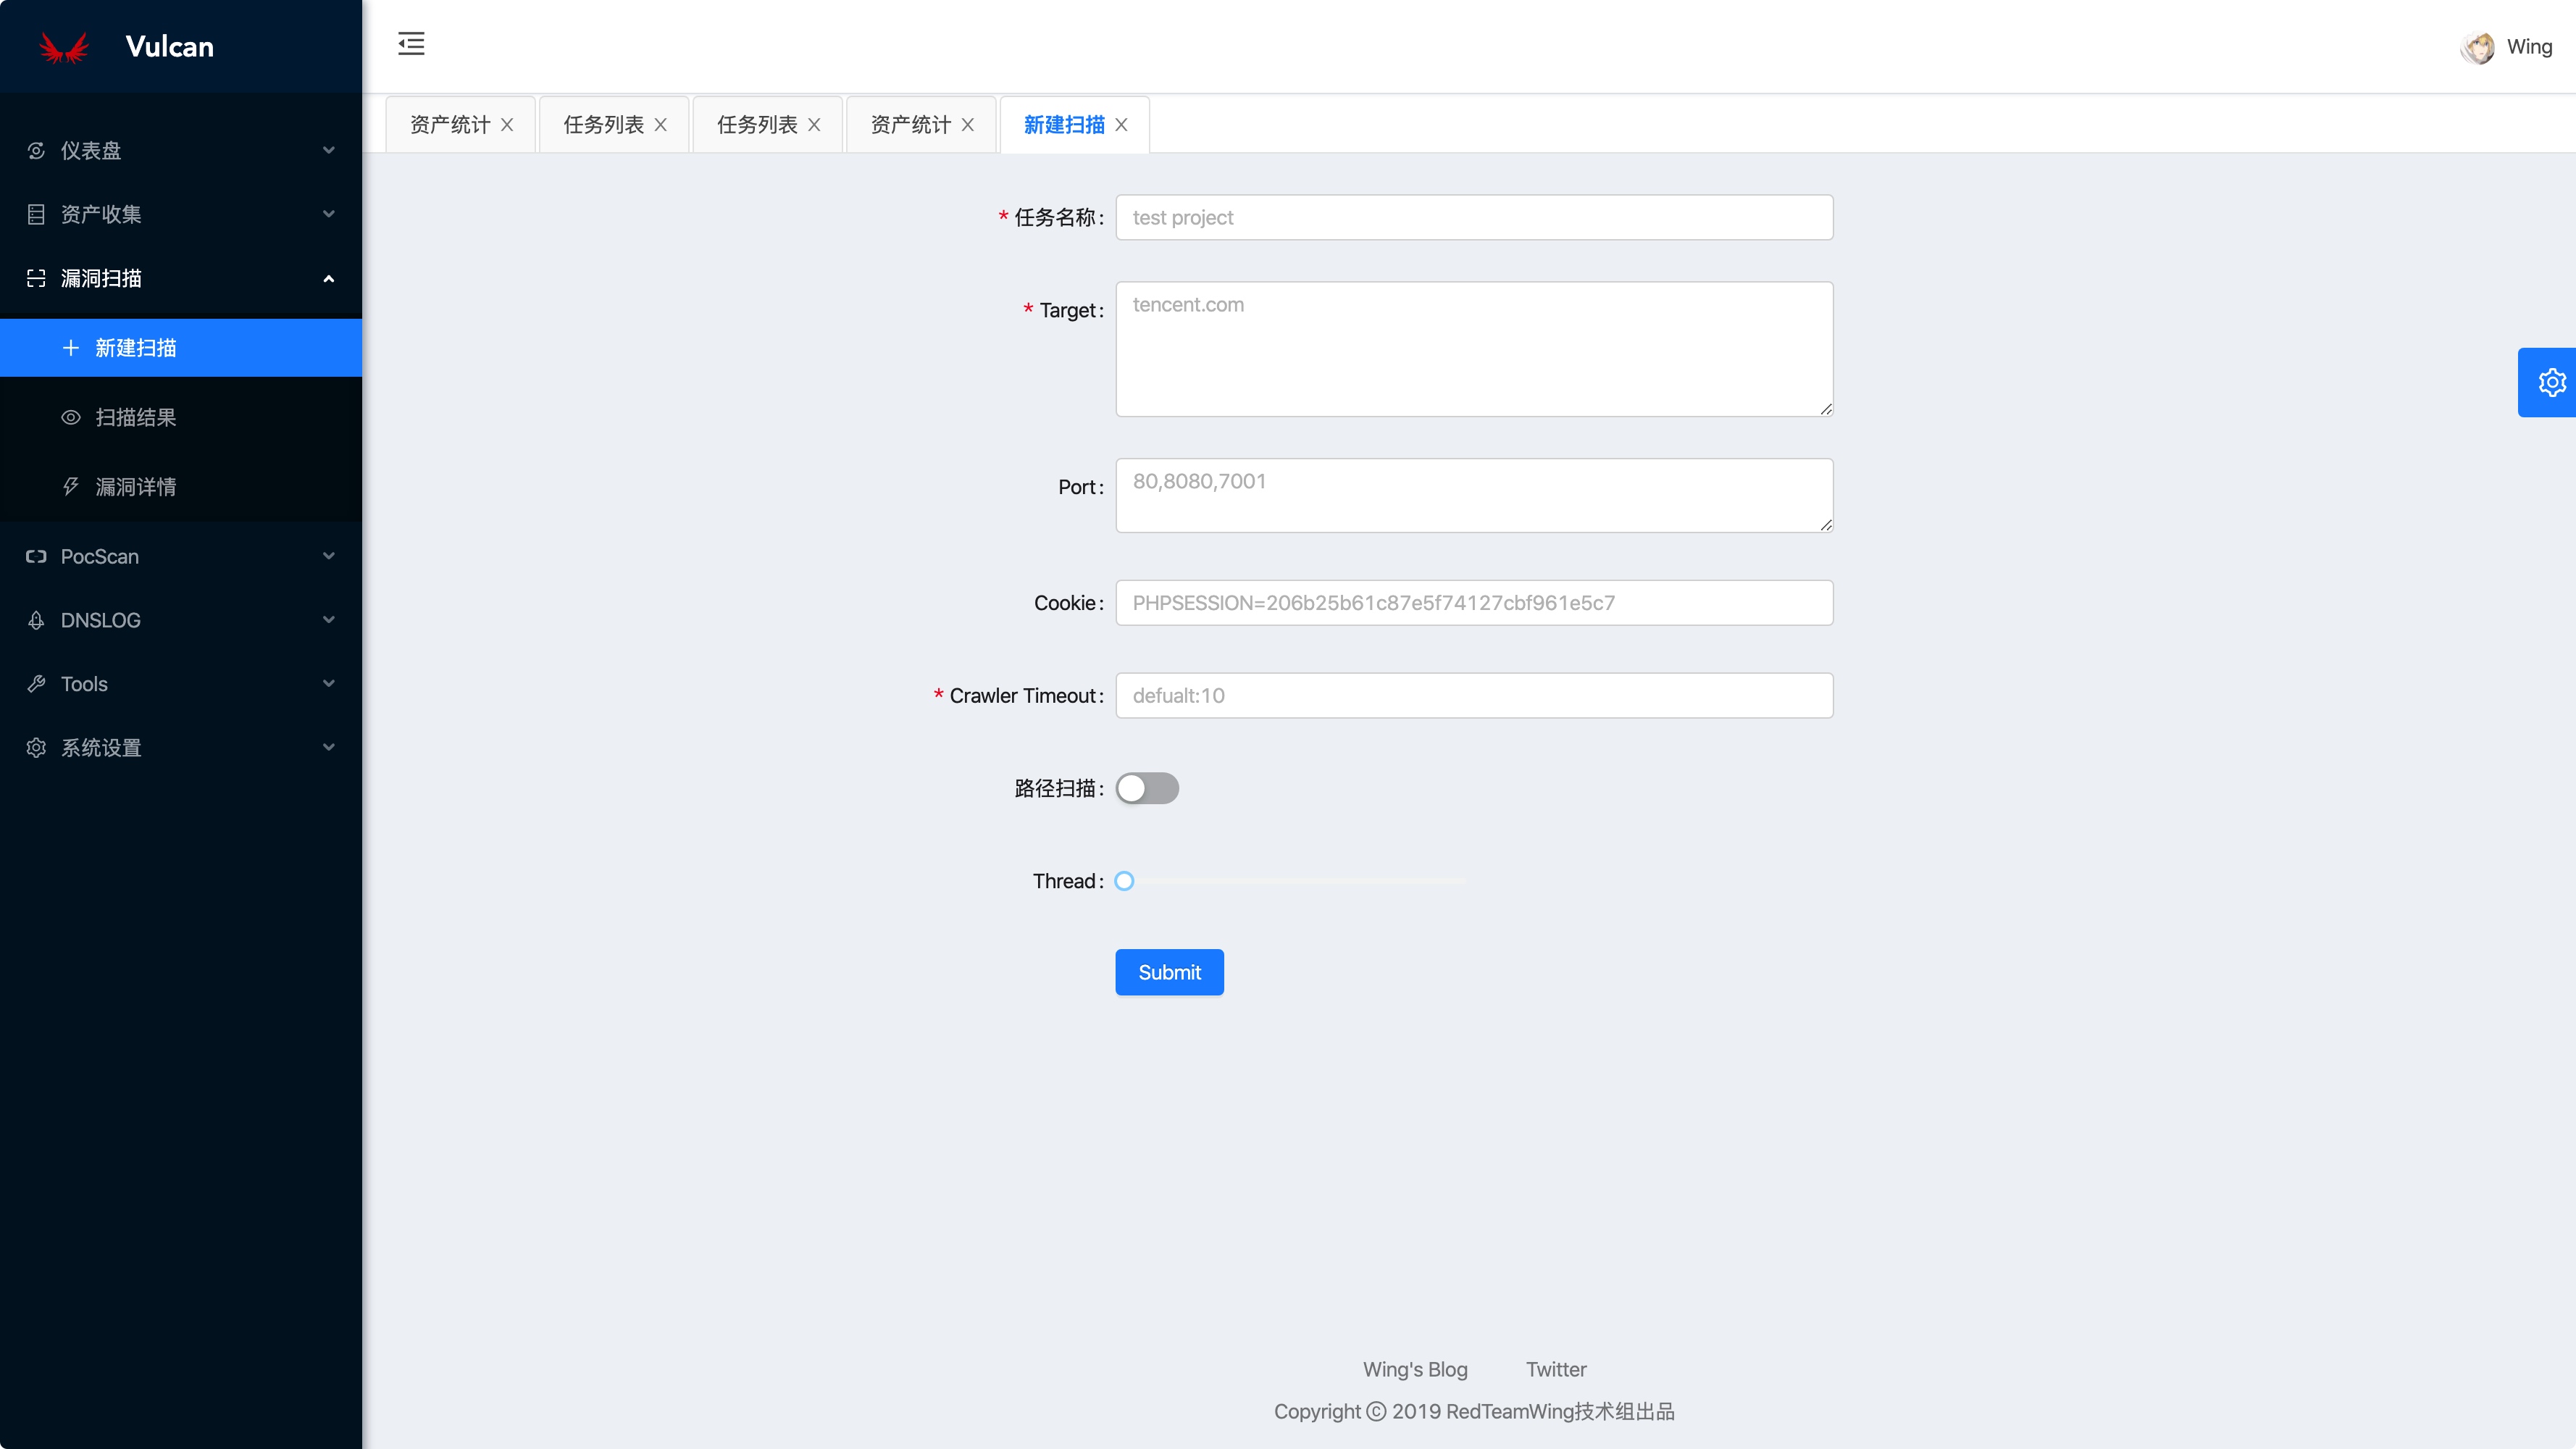 Vulcan
Wing
仪表盘
资产收集
漏洞扫描
新建扫描
扫描结果
漏洞详情
PocScan
DNSLOG
Tools
系统设置
资产统计 任务列表 任务列表 资产统计 新建扫描
* 任务名称: test project
* Target: tencent.com
Port: 80,8080,7001
Cookie: PHPSESSION=206b25b61c87e5f74127cbf961e5c7
* Crawler Timeout: defualt:10
路径扫描:
Thread:
Submit
Wing's Blog Twitter
Copyright © 2019 RedTeamWing技术组出品